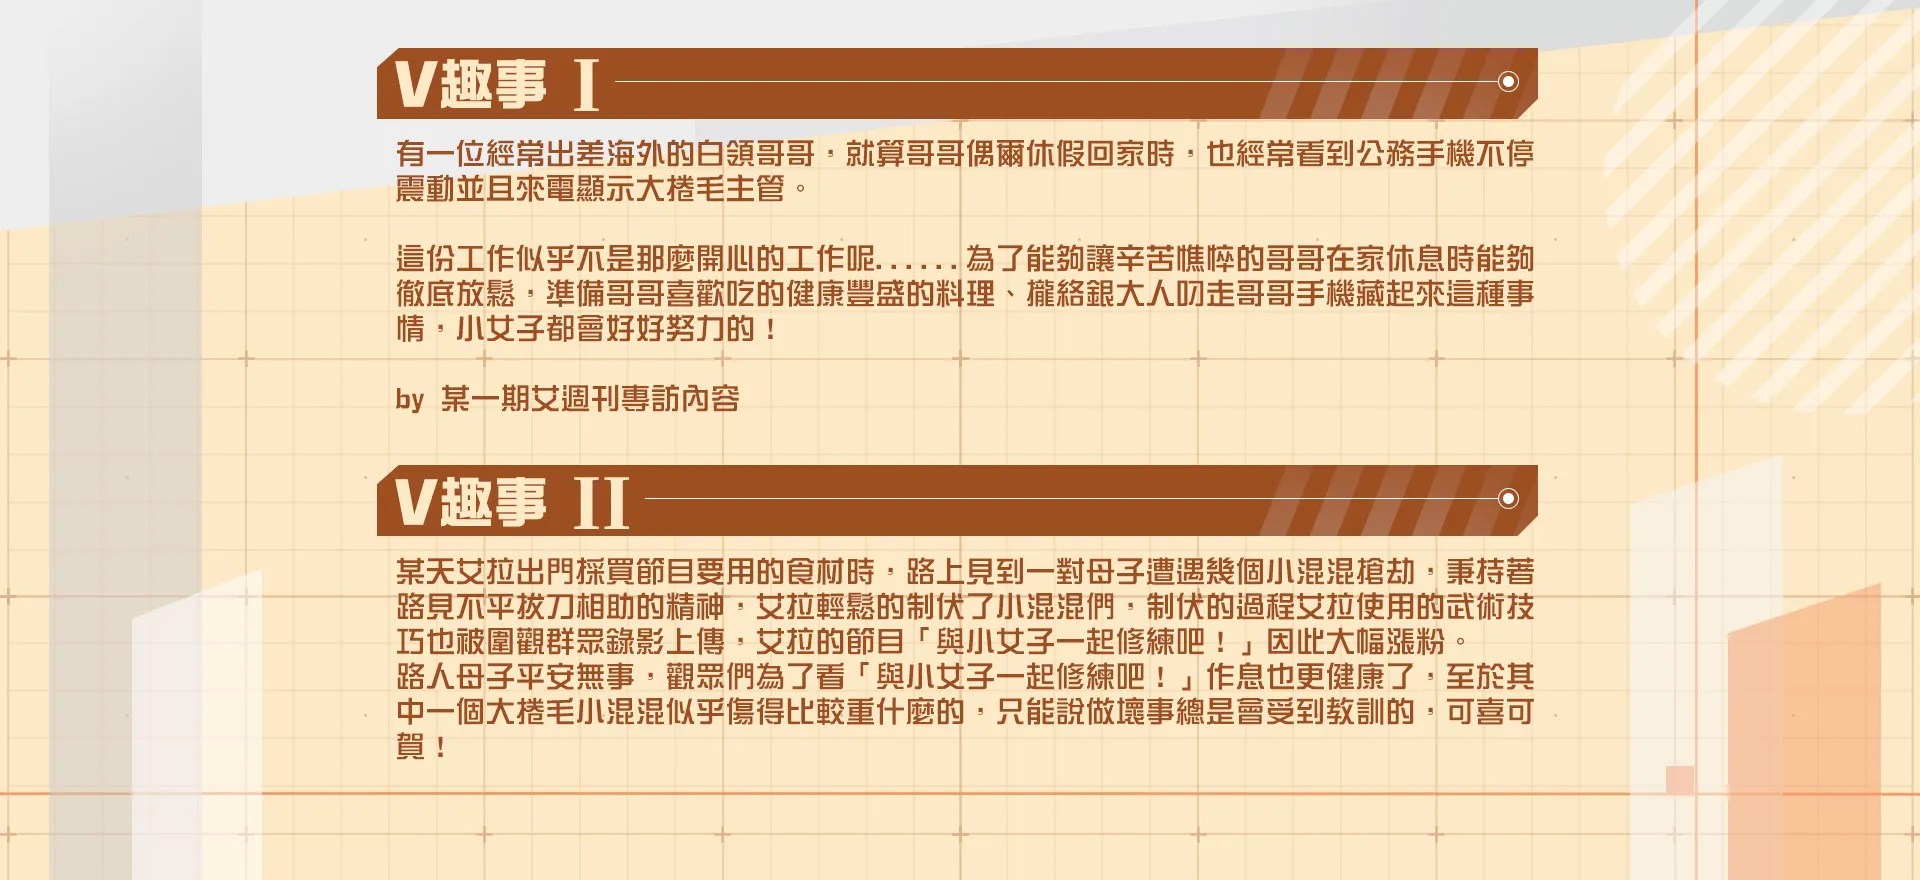 V趣事 I
有一位經常出差海外的白領哥哥，就算哥哥偶爾休假回家時，也經常看到公務手機不停
震動並且來電顯示大捲毛主管。
這份工作似乎不是那麼開心的工作呢......為了能夠讓辛苦憔悴的哥哥在家休息時能夠
徹底放鬆，準備哥哥喜歡吃的健康豐盛的料理、攏絡銀大人叨走哥哥手機藏起來這種事
情，小女子都會好好努力的！
by 某一期艾週刊專訪內容
V趣事 II
某天艾拉出門採買節目要用的食材時，路上見到一對母子遭遇幾個小混混搶劫，秉持著
路見不平拔刀相助的精神，艾拉輕鬆的制伏了小混混們，制伏的過程艾拉使用的武術技
巧也被圍觀群眾錄影上傳，艾拉的節目「與小女子一起修練吧！」因此大幅漲粉。
路人母子平安無事，觀眾們為了看「與小女子一起修練吧！」作息也更健康了，至於其
中一個大捲毛小混混似乎傷得比較重什麼的，只能說做壞事總是會受到教訓的，可喜可
賀！